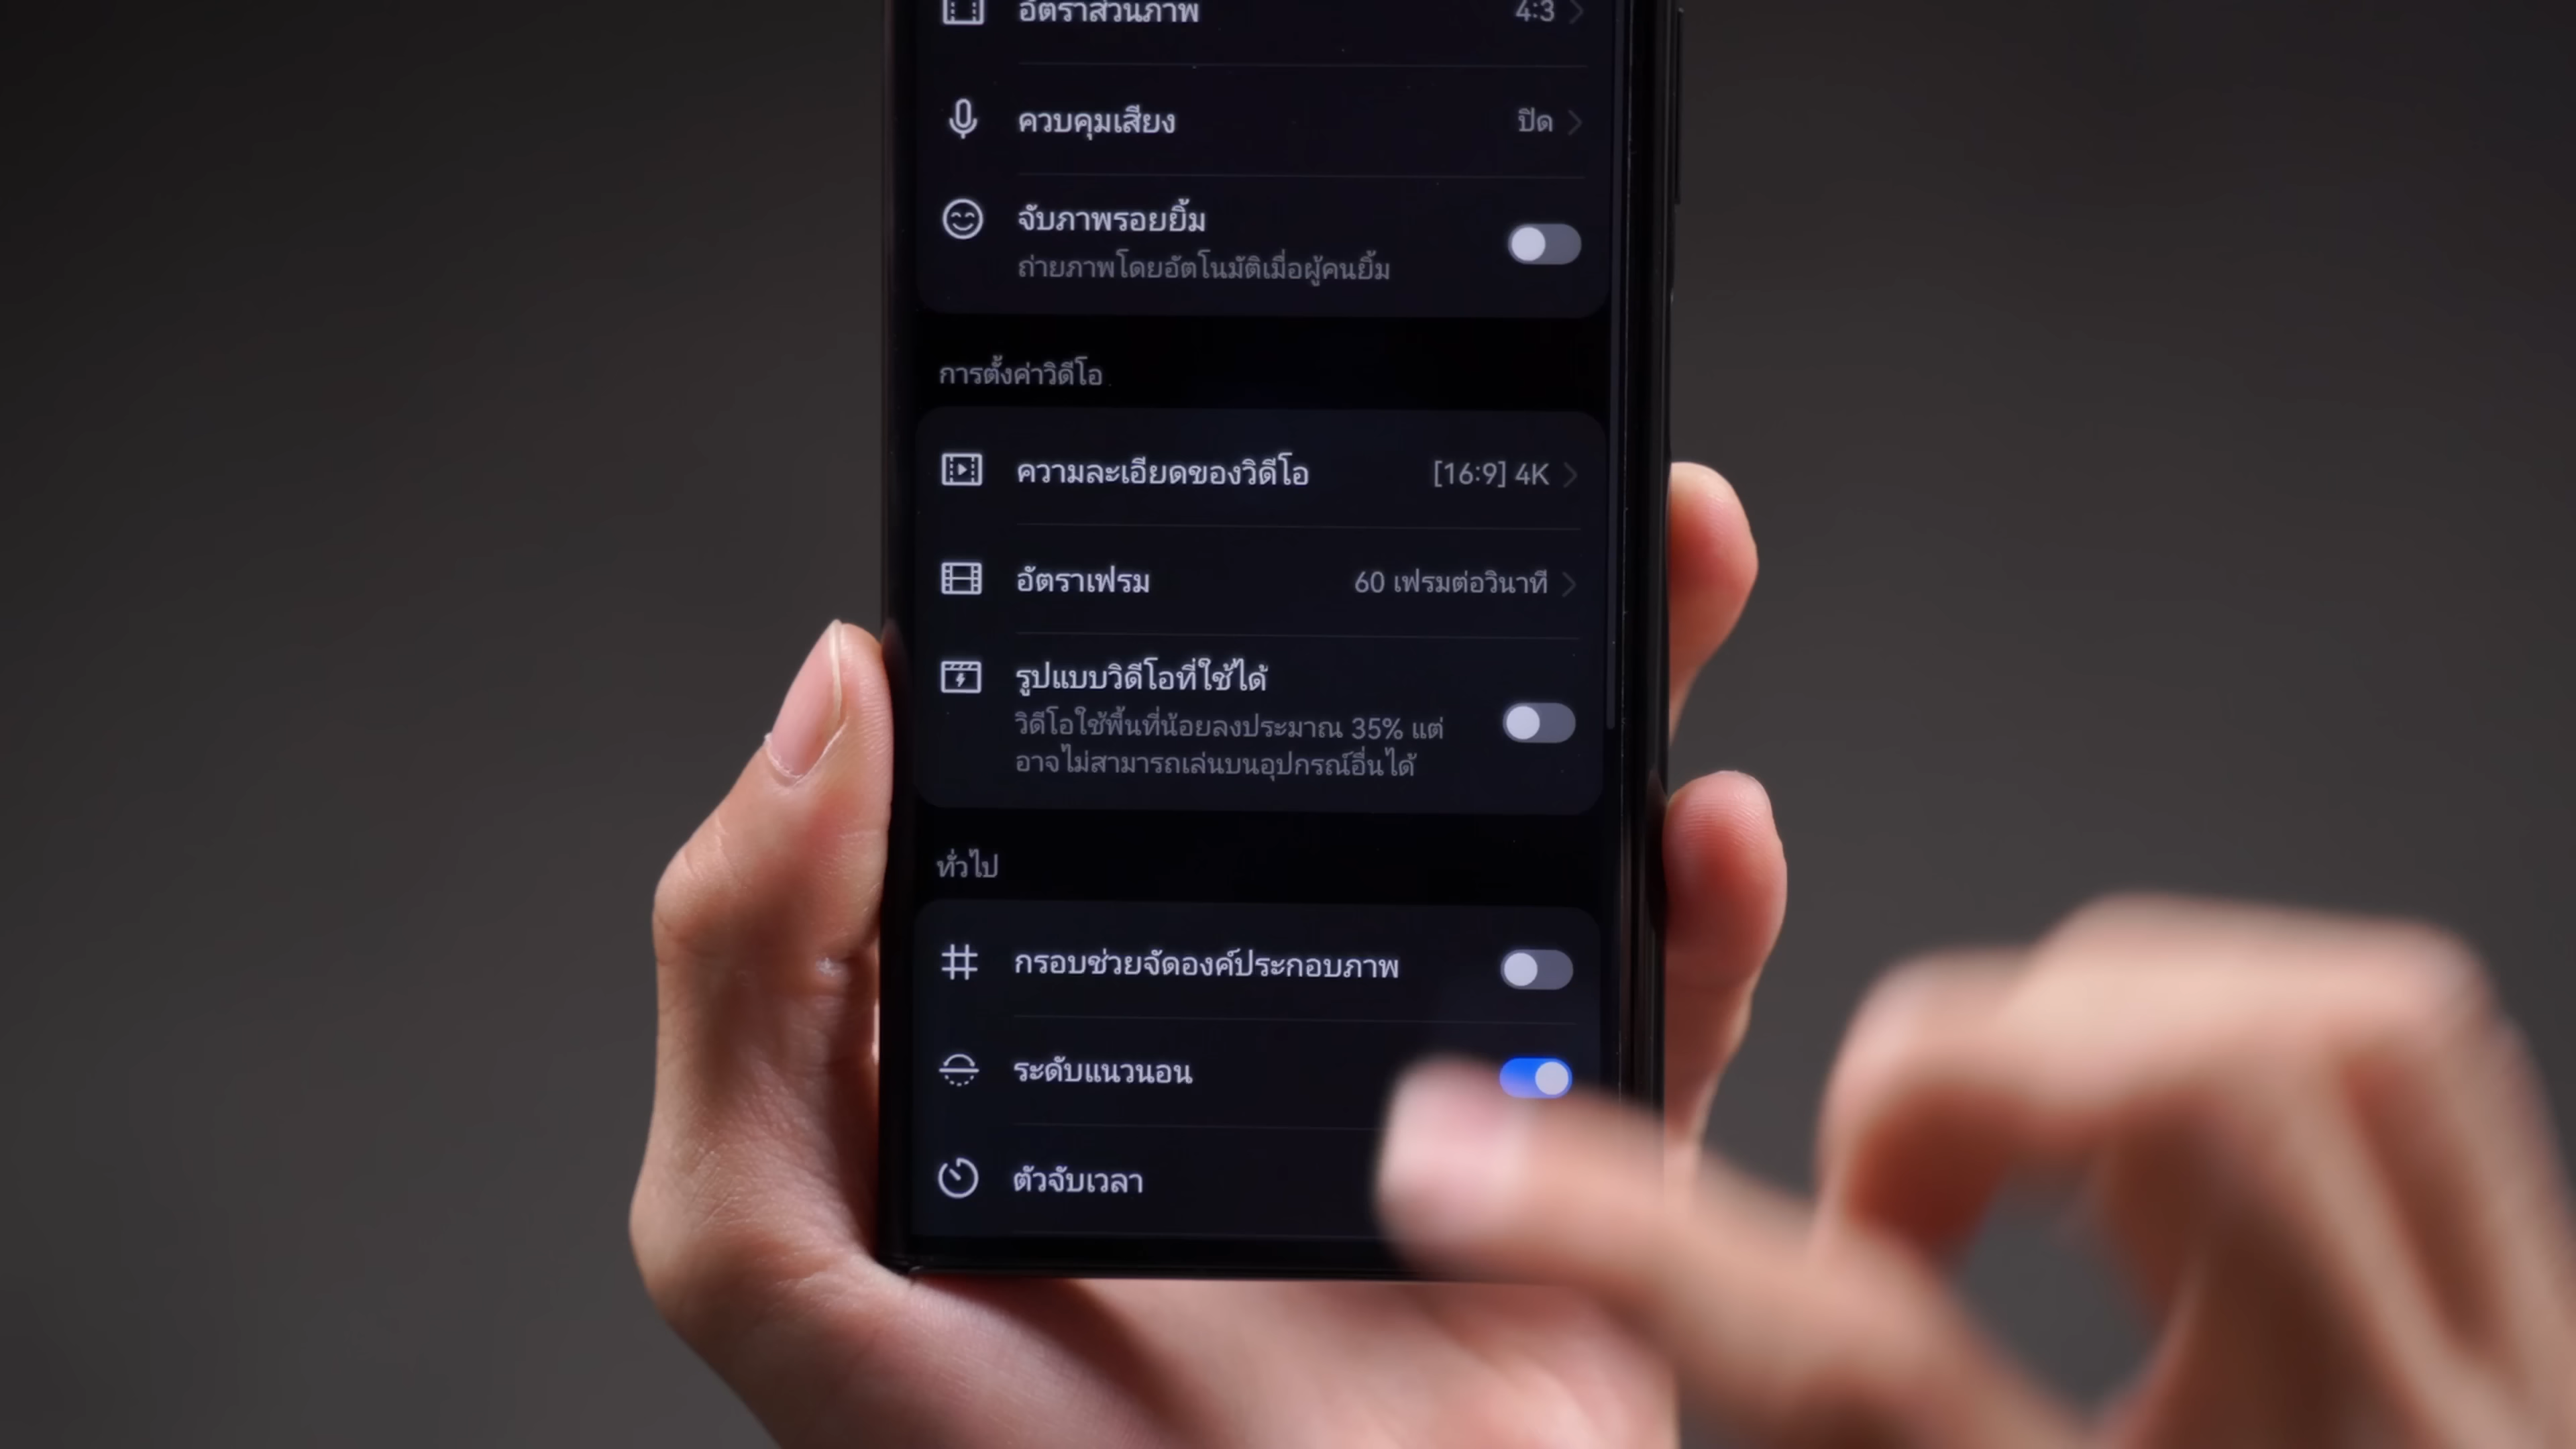 อัตราส่วนภาพ 4:3
ควบคุมเสียง ปิด
จับภาพรอยยิ้ม
ถ่ายภาพโดยอัตโนมัติเมื่อผู้คนยิ้ม
การตั้งค่าวิดีโอ
ความละเอียดของวิดีโอ [16:9] 4K
อัตราเฟรม 60 เฟรมต่อวินาที
รูปแบบวิดีโอที่ใช้ได้
วิดีโอใช้พื้นที่น้อยลงประมาณ 35% แต่
อาจไม่สามารถเล่นบนอุปกรณ์อื่นได้
ทั่วไป
กรอบช่วยจัดองค์ประกอบภาพ
ระดับแนวนอน
ตัวจับเวลา